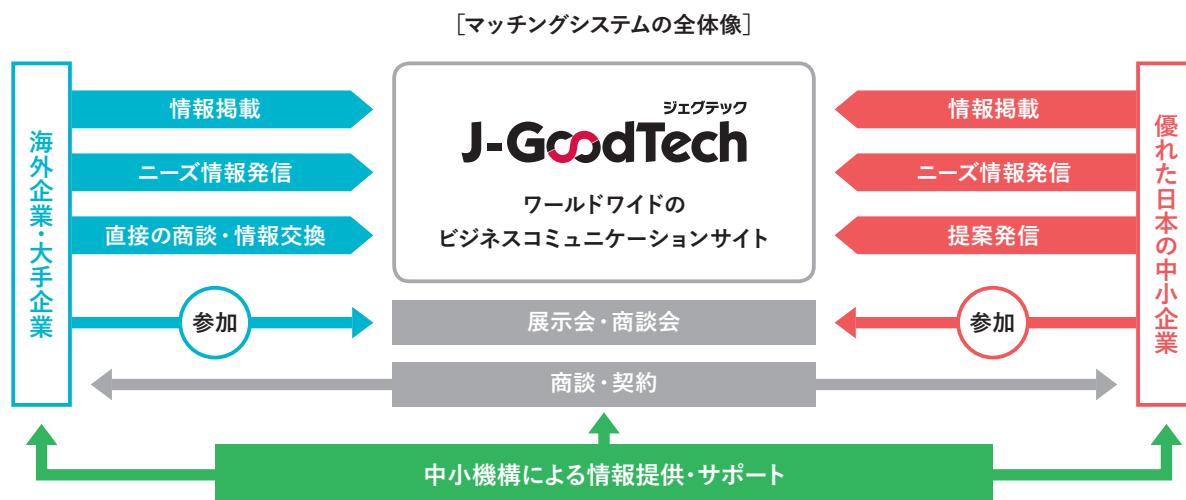 [マッチングシステムの全体像]
海外企業・大手企業
情報掲載
ニーズ情報発信
直接の商談・情報交換
参加
ジェグテック
J-GoodTech
ワールドワイドの
ビジネスコミュニケーションサイト
展示会・商談会
商談・契約
情報掲載
ニーズ情報発信
提案発信
参加
優れた日本の中小企業
中小機構による情報提供・サポート